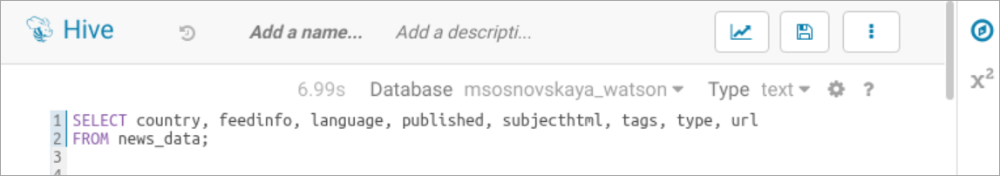 Hive Add a name... Add a descripti...
6.99s Database msosnovskaya_watson Type text ?
x²
1 SELECT country, feedinfo, language, published, subjecthtml, tags, type, url
2 FROM news_data;
3
4